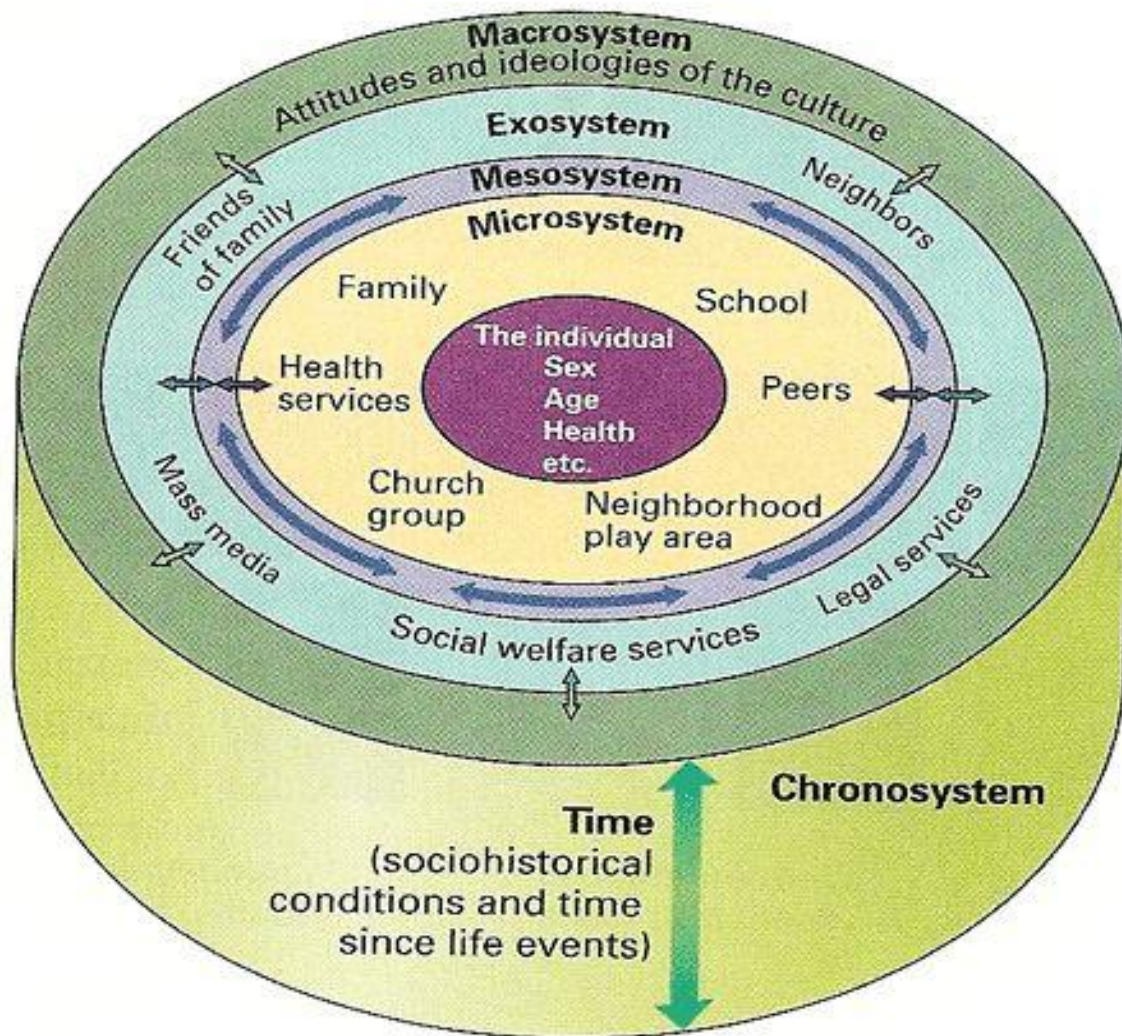 Macrosystem
Attitudes and ideologies of the culture
Exosystem
Mesosystem
Microsystem
Friends
of family
Neighbors
Family
School
The individual
Sex
Age
Health
etc.
Health
services
Peers
Church
group
Neighborhood
play area
Mass media
Legal services
Social welfare services
Chronosystem
Time
(sociohistorical
conditions and time
since life events)